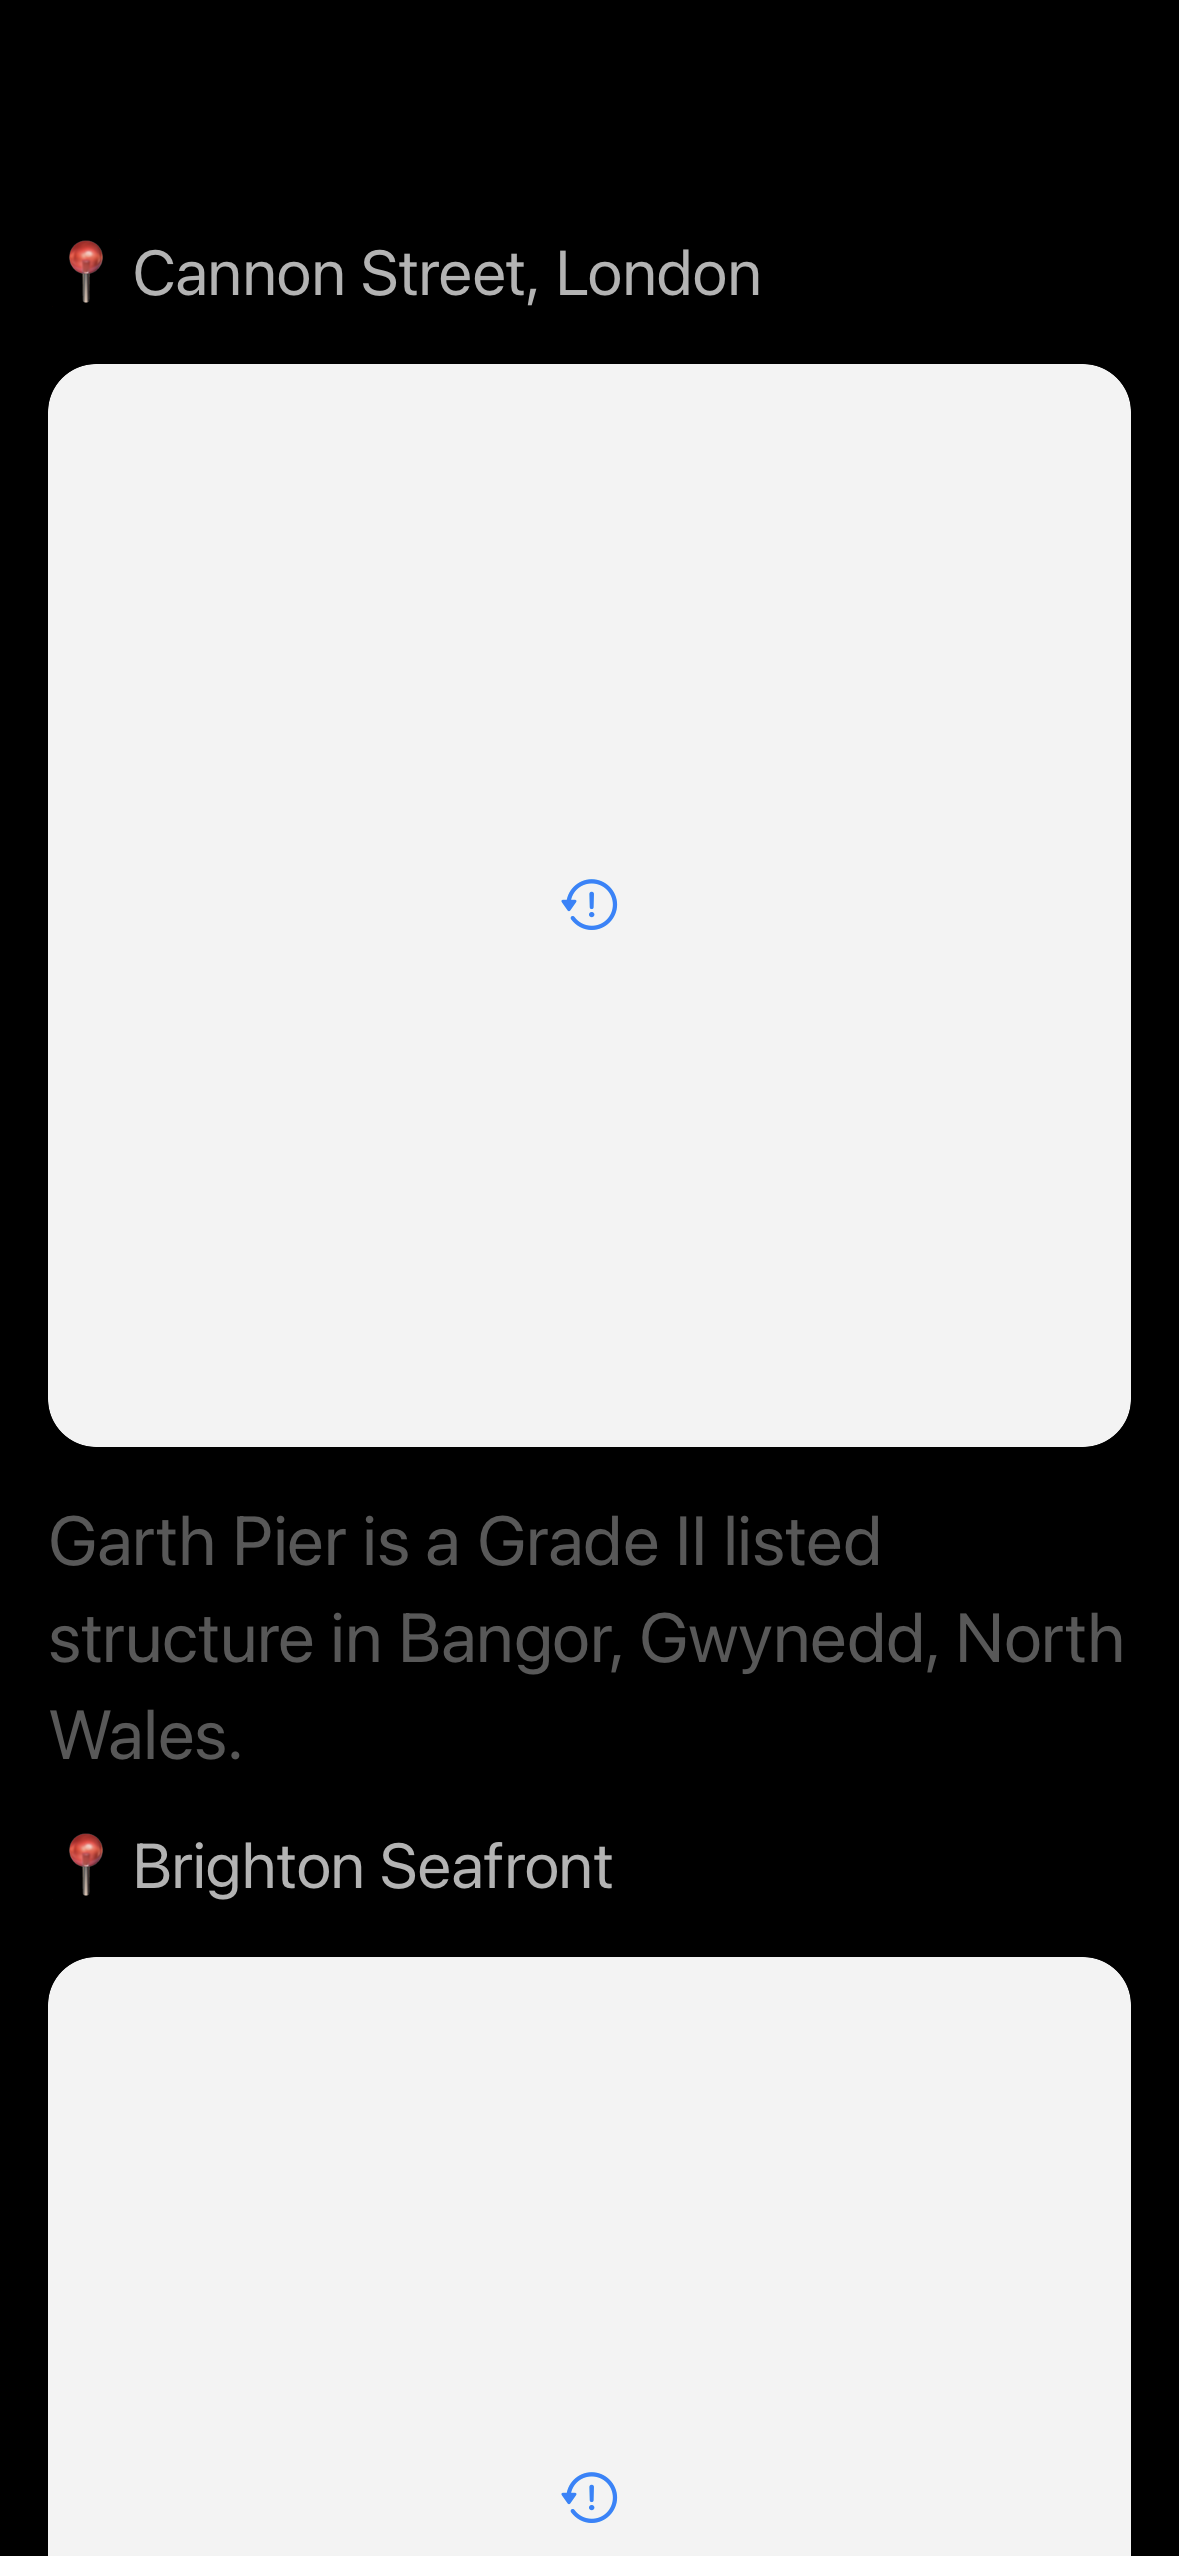 📍 Cannon Street, London
Garth Pier is a Grade II listed
structure in Bangor, Gwynedd, North
Wales.
📍 Brighton Seafront